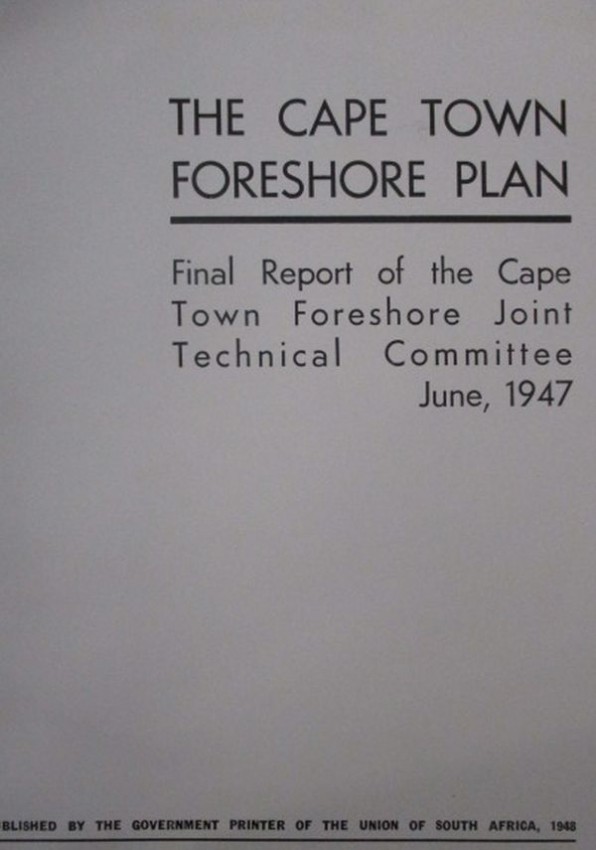 THE CAPE TOWN
FORESHORE PLAN
Final Report of the Cape
Town Foreshore Joint
Technical Committee
June, 1947
BLISHED BY THE GOVERNMENT PRINTER OF THE UNION OF SOUTH AFRICA, 1948